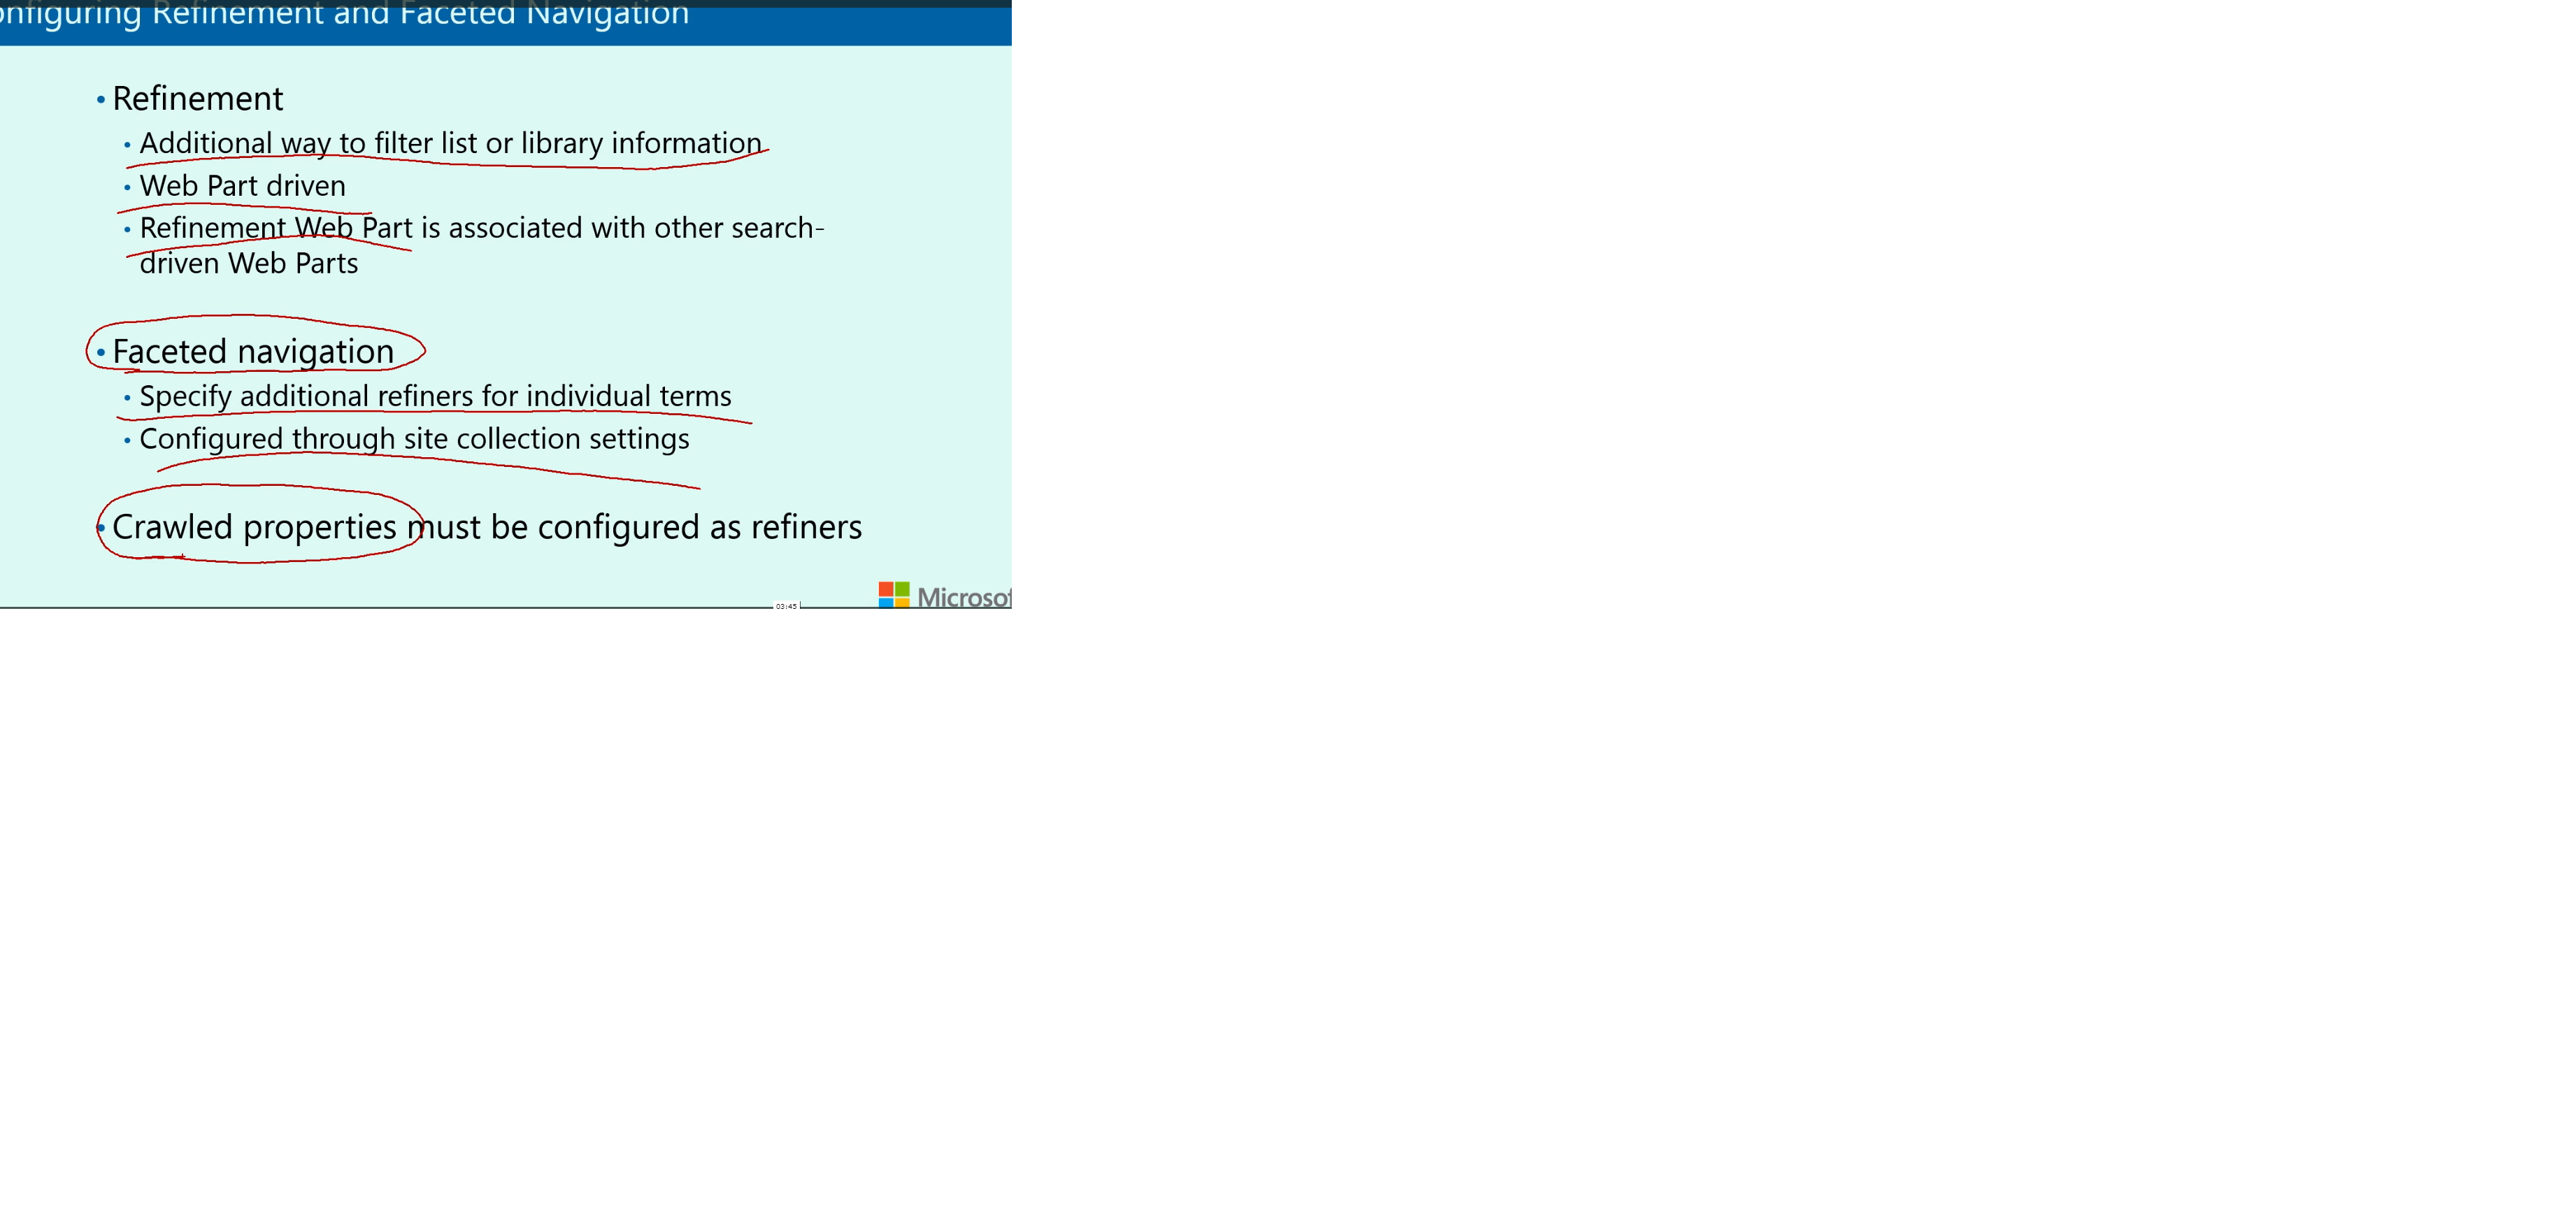 onfiguring Refinement and Faceted Navigation
• Refinement
• Additional way to filter list or library information
• Web Part driven
• Refinement Web Part is associated with other search-
driven Web Parts
• Faceted navigation
• Specify additional refiners for individual terms
• Configured through site collection settings
• Crawled properties must be configured as refiners
03:45
Microsof